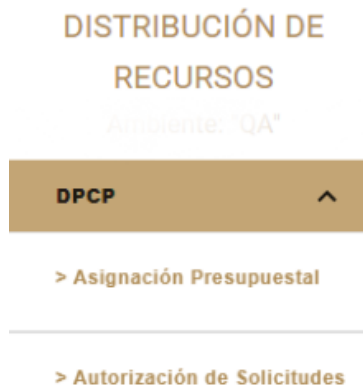 DISTRIBUCIÓN DE
RECURSOS
Ambiente: "QA"
DPCP
> Asignación Presupuestal
> Autorización de Solicitudes